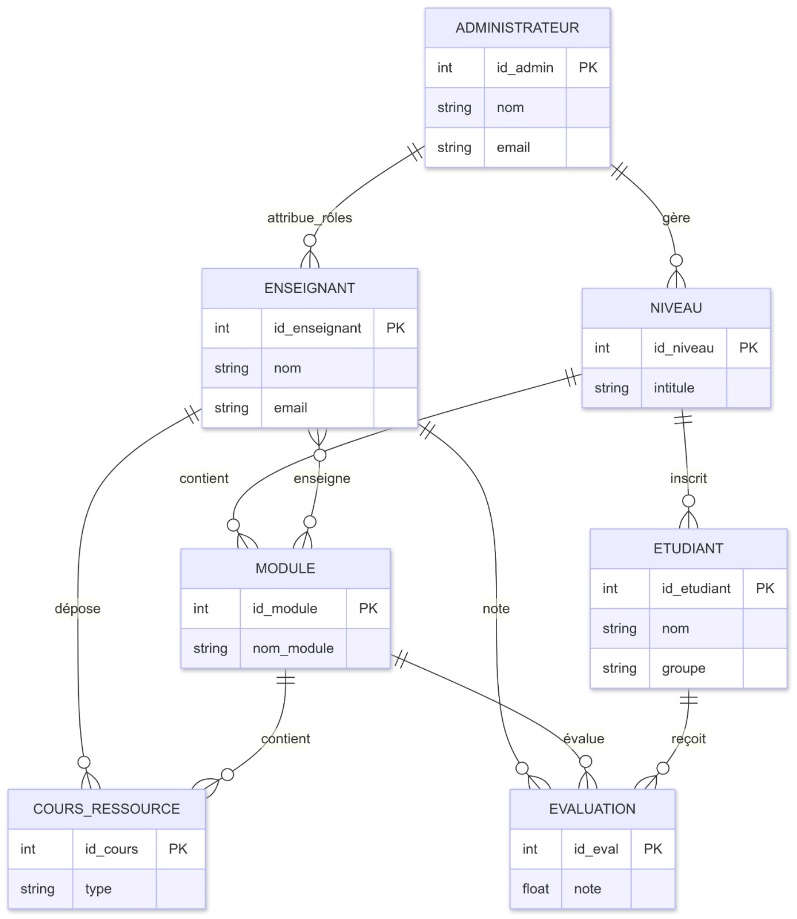 ADMINISTRATEUR
int id_admin PK
string nom
string email
attribue_rôles
gère
ENSEIGNANT
int id_enseignant PK
string nom
string email
NIVEAU
int id_niveau PK
string intitule
contient
enseigne
inscrit
MODULE
int id_module PK
string nom_module
ETUDIANT
int id_etudiant PK
string nom
string groupe
dépose
note
contient
évalue
reçoit
COURS_RESSOURCE
int id_cours PK
string type
EVALUATION
int id_eval PK
float note